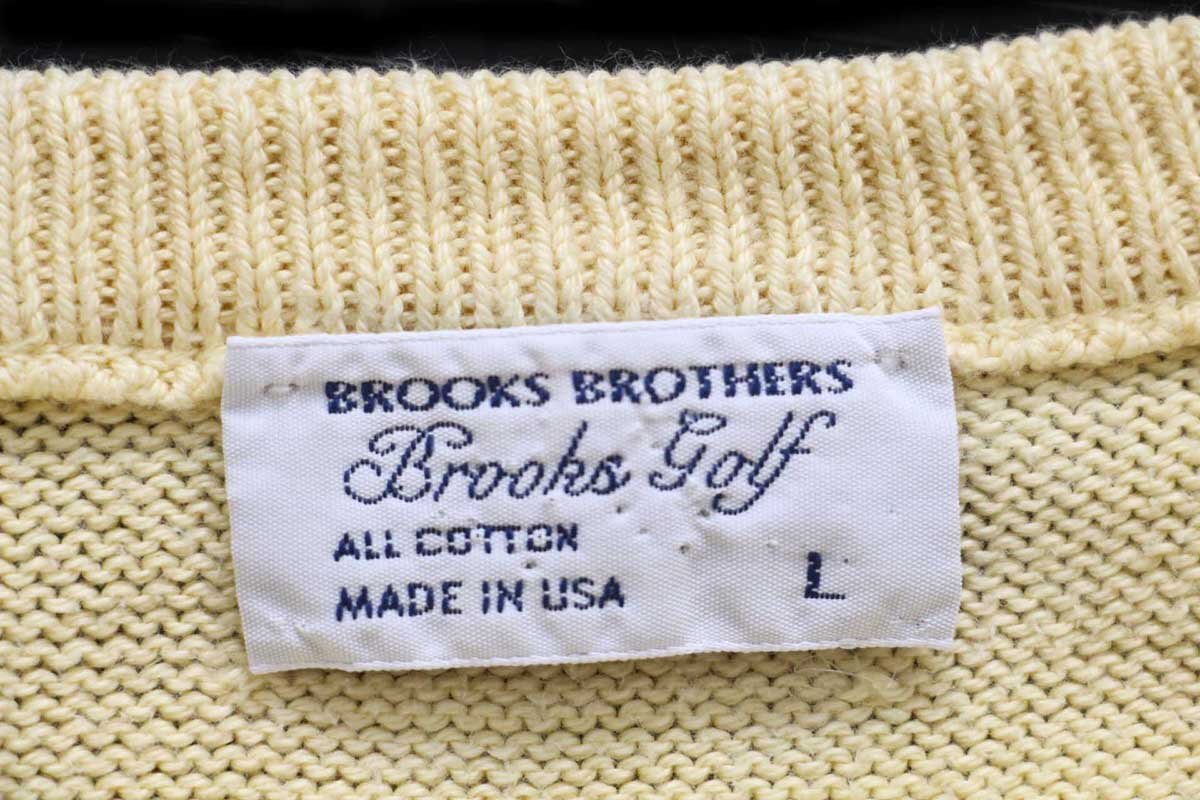 BROOKS BROTHERS
Brooks Golf
ALL COTTON
MADE IN USA
L